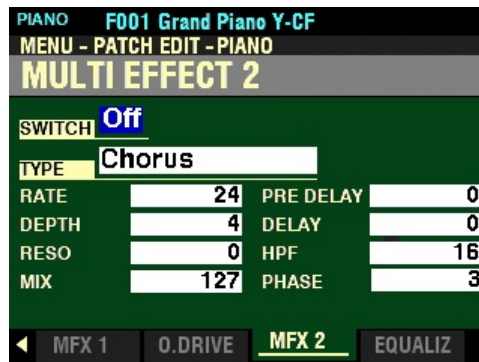 PIANO F001 Grand Piano Y-CF
MENU - PATCH EDIT - PIANO
MULTI EFFECT 2
SWITCH Off
TYPE Chorus
RATE 24 PRE DELAY 0
DEPTH 4 DELAY 0
RESO 0 HPF 16
MIX 127 PHASE 3
MFX 1 O.DRIVE MFX 2 EQUALIZ